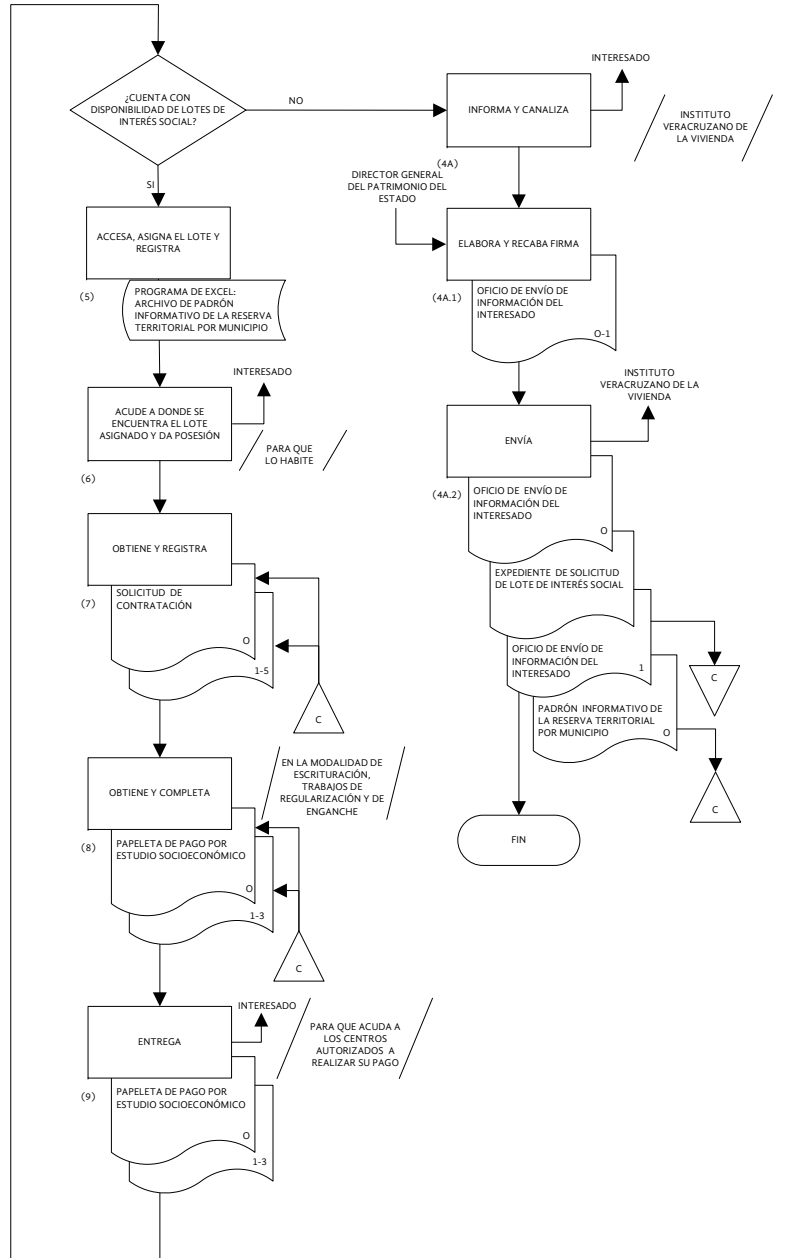 ¿CUENTA CON
DISPONIBILIDAD DE LOTES DE
INTERÉS SOCIAL?
NO
SI
ACCESA, ASIGNA EL LOTE Y
REGISTRA
(5)
PROGRAMA DE EXCEL:
ARCHIVO DE PADRÓN
INFORMATIVO DE LA RESERVA
TERRITORIAL POR MUNICIPIO
INTERESADO
ACUDE A DONDE SE
ENCUENTRA EL LOTE
ASIGNADO Y DA POSESIÓN
PARA QUE
LO HABITE
(6)
OBTIENE Y REGISTRA
(7)
SOLICITUD DE
CONTRATACIÓN
O
1-5
C
OBTIENE Y COMPLETA
EN LA MODALIDAD DE
ESCRITURACIÓN,
TRABAJOS DE
REGULARIZACIÓN Y DE
ENGANCHE
(8)
PAPELETA DE PAGO POR
ESTUDIO SOCIOECONÓMICO
O
1-3
C
INTERESADO
ENTREGA
PARA QUE ACUDA A
LOS CENTROS
AUTORIZADOS A
REALIZAR SU PAGO
(9)
PAPELETA DE PAGO POR
ESTUDIO SOCIOECONÓMICO
O
1-3
INTERESADO
INFORMA Y CANALIZA
INSTITUTO
VERACRUZANO DE
LA VIVIENDA
(4A)
DIRECTOR GENERAL
DEL PATRIMONIO DEL
ESTADO
ELABORA Y RECABA FIRMA
(4A.1)
OFICIO DE ENVÍO DE
INFORMACIÓN DEL
INTERESADO
O-1
INSTITUTO
VERACRUZANO DE LA
VIVIENDA
ENVÍA
(4A.2)
OFICIO DE ENVÍO DE
INFORMACIÓN DEL
INTERESADO
O
EXPEDIENTE DE SOLICITUD
DE LOTE DE INTERÉS SOCIAL
OFICIO DE ENVÍO DE
INFORMACIÓN DEL
INTERESADO
1
C
PADRÓN INFORMATIVO DE
LA RESERVA TERRITORIAL
POR MUNICIPIO
O
C
FIN